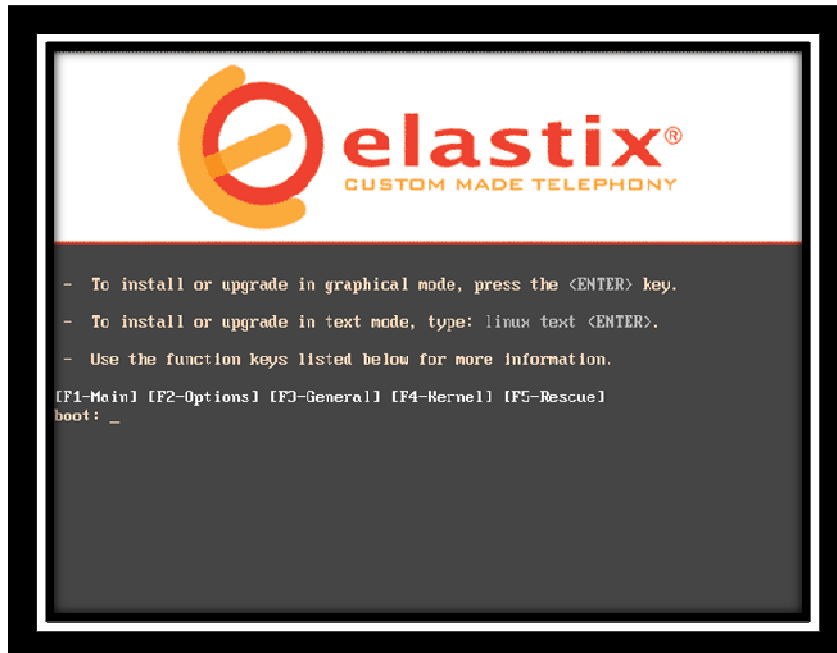 elastix®
CUSTOM MADE TELEPHONY
- To install or upgrade in graphical mode, press the <ENTER> key.
- To install or upgrade in text mode, type: linux text <ENTER>.
- Use the function keys listed below for more information.
[F1-Main] [F2-Options] [F3-General] [F4-Kernel] [F5-Rescue]
boot: _